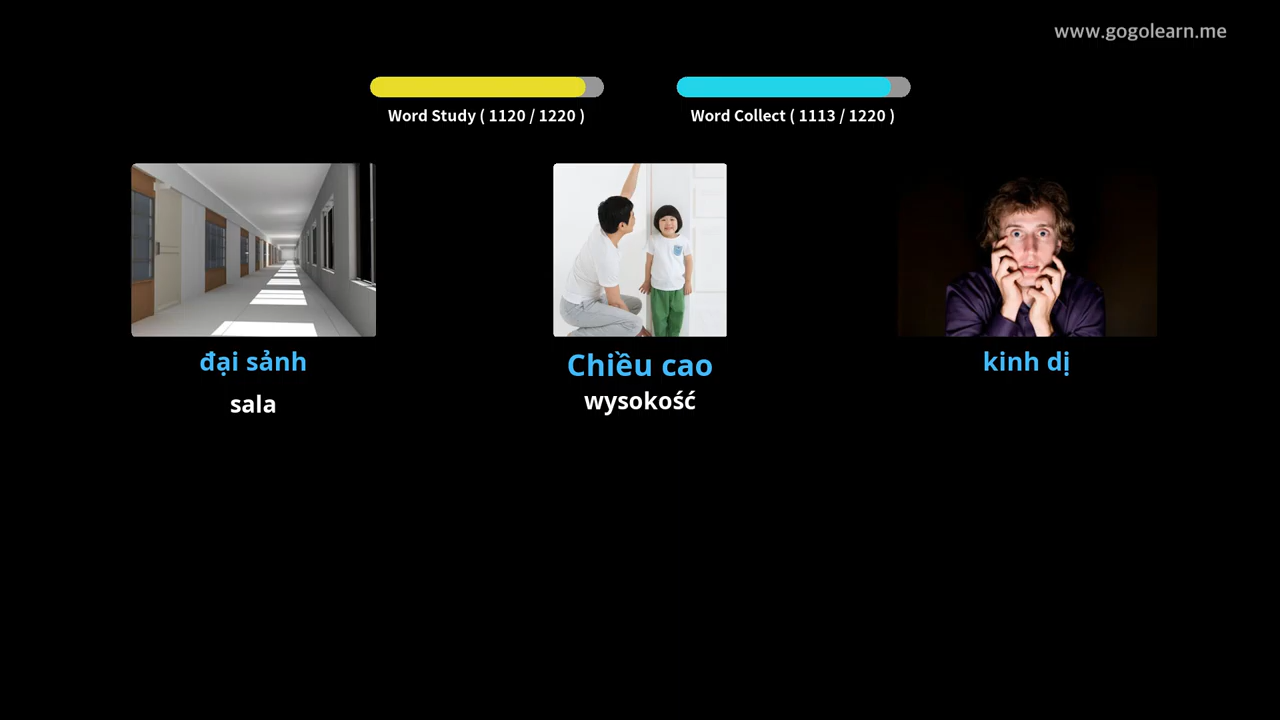 www.gogolearn.me
Word Study ( 1120 / 1220 )
Word Collect ( 1113 / 1220 )
đại sảnh
sala
Chiều cao
wysokość
kinh dị